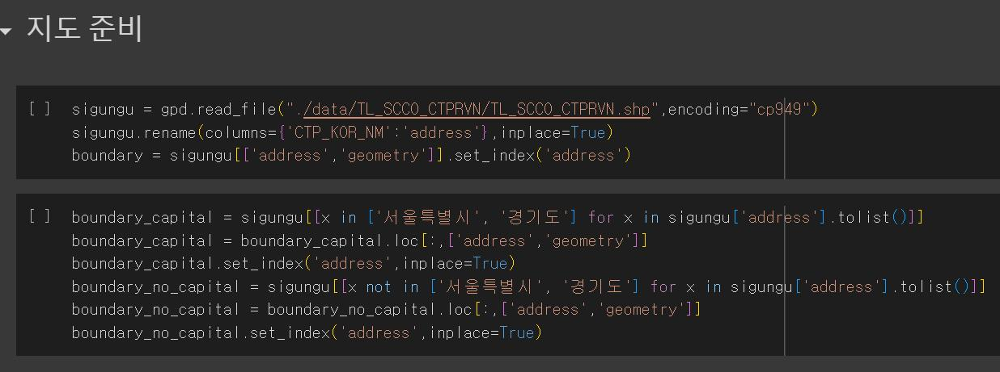 지도 준비
[ ] sigungu = gpd.read_file("./data/TL_SCCO_CTPRVN/TL_SCCO_CTPRVN.shp",encoding="cp949")
sigungu.rename(columns={'CTP_KOR_NM':'address'},inplace=True)
boundary = sigungu[['address','geometry']].set_index('address')
[ ] boundary_capital = sigungu[[x in ['서울특별시', '경기도'] for x in sigungu['address'].tolist()]]
boundary_capital = boundary_capital.loc[:,['address','geometry']]
boundary_capital.set_index('address',inplace=True)
boundary_no_capital = sigungu[[x not in ['서울특별시', '경기도'] for x in sigungu['address'].tolist()]]
boundary_no_capital = boundary_no_capital.loc[:,['address','geometry']]
boundary_no_capital.set_index('address',inplace=True)